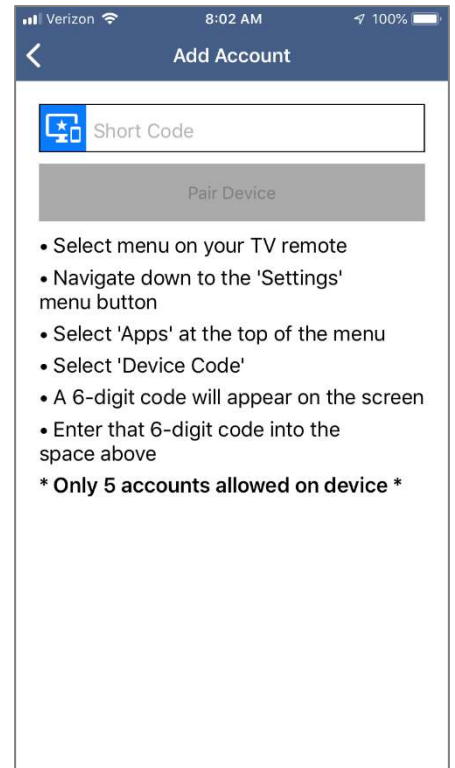 Verizon 8:02 AM 100%
Add Account
Short Code
Pair Device
• Select menu on your TV remote
• Navigate down to the 'Settings'
menu button
• Select 'Apps' at the top of the menu
• Select 'Device Code'
• A 6-digit code will appear on the screen
• Enter that 6-digit code into the
space above
* Only 5 accounts allowed on device *